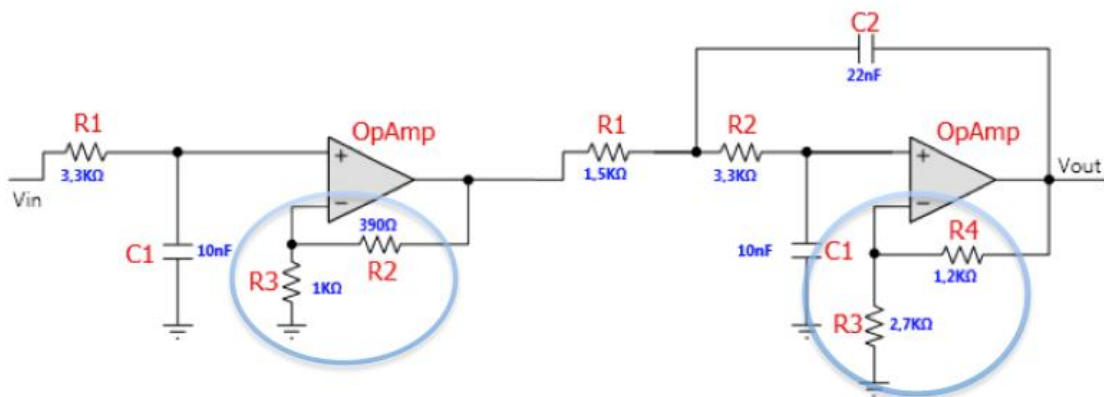 C2
22nF
R1
3,3KΩ
Vin
OpAmp
+
−
C1
10nF
390Ω
R2
R3
1KΩ
R1
1,5KΩ
R2
3,3KΩ
OpAmp
+
−
Vout
10nF
C1
R4
1,2KΩ
R3
2,7KΩ